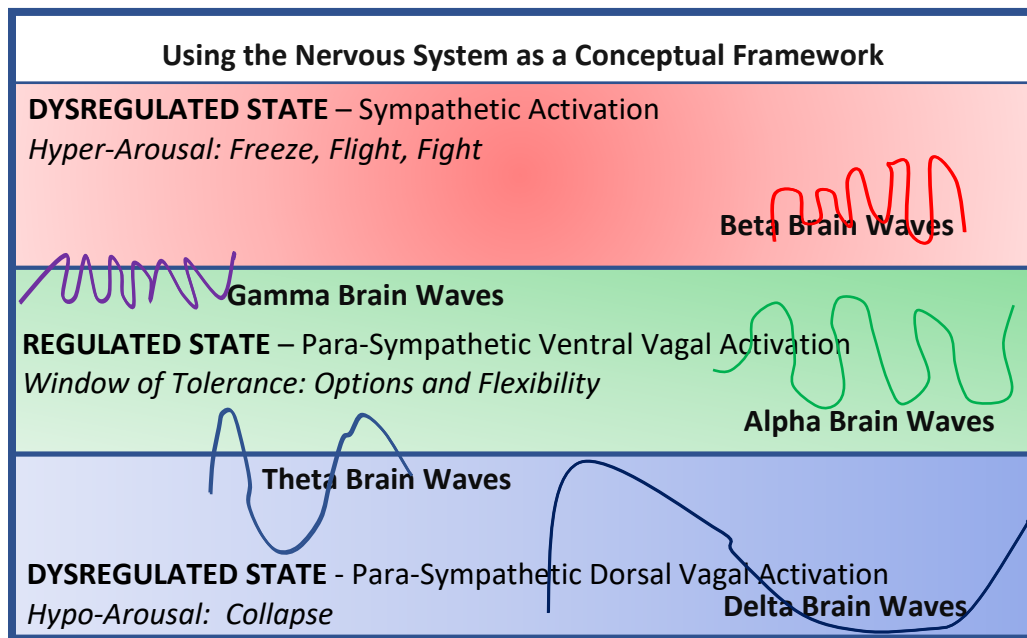 Using the Nervous System as a Conceptual Framework
DYSREGULATED STATE – Sympathetic Activation
Hyper-Arousal: Freeze, Flight, Fight
Beta Brain Waves
Gamma Brain Waves
REGULATED STATE – Para-Sympathetic Ventral Vagal Activation
Window of Tolerance: Options and Flexibility
Alpha Brain Waves
Theta Brain Waves
DYSREGULATED STATE - Para-Sympathetic Dorsal Vagal Activation
Hypo-Arousal:  Collapse
Delta Brain Waves